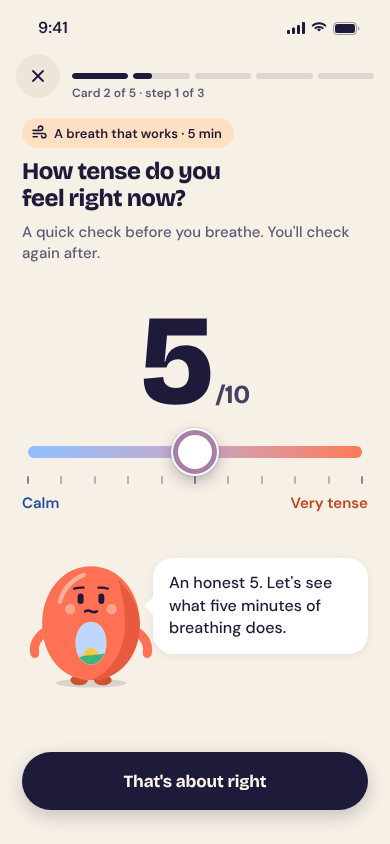 9:41
Card 2 of 5 · step 1 of 3
A breath that works · 5 min
How tense do you
feel right now?
A quick check before you breathe. You'll check
again after.
5/10
Calm
Very tense
An honest 5. Let's see
what five minutes of
breathing does.
That's about right